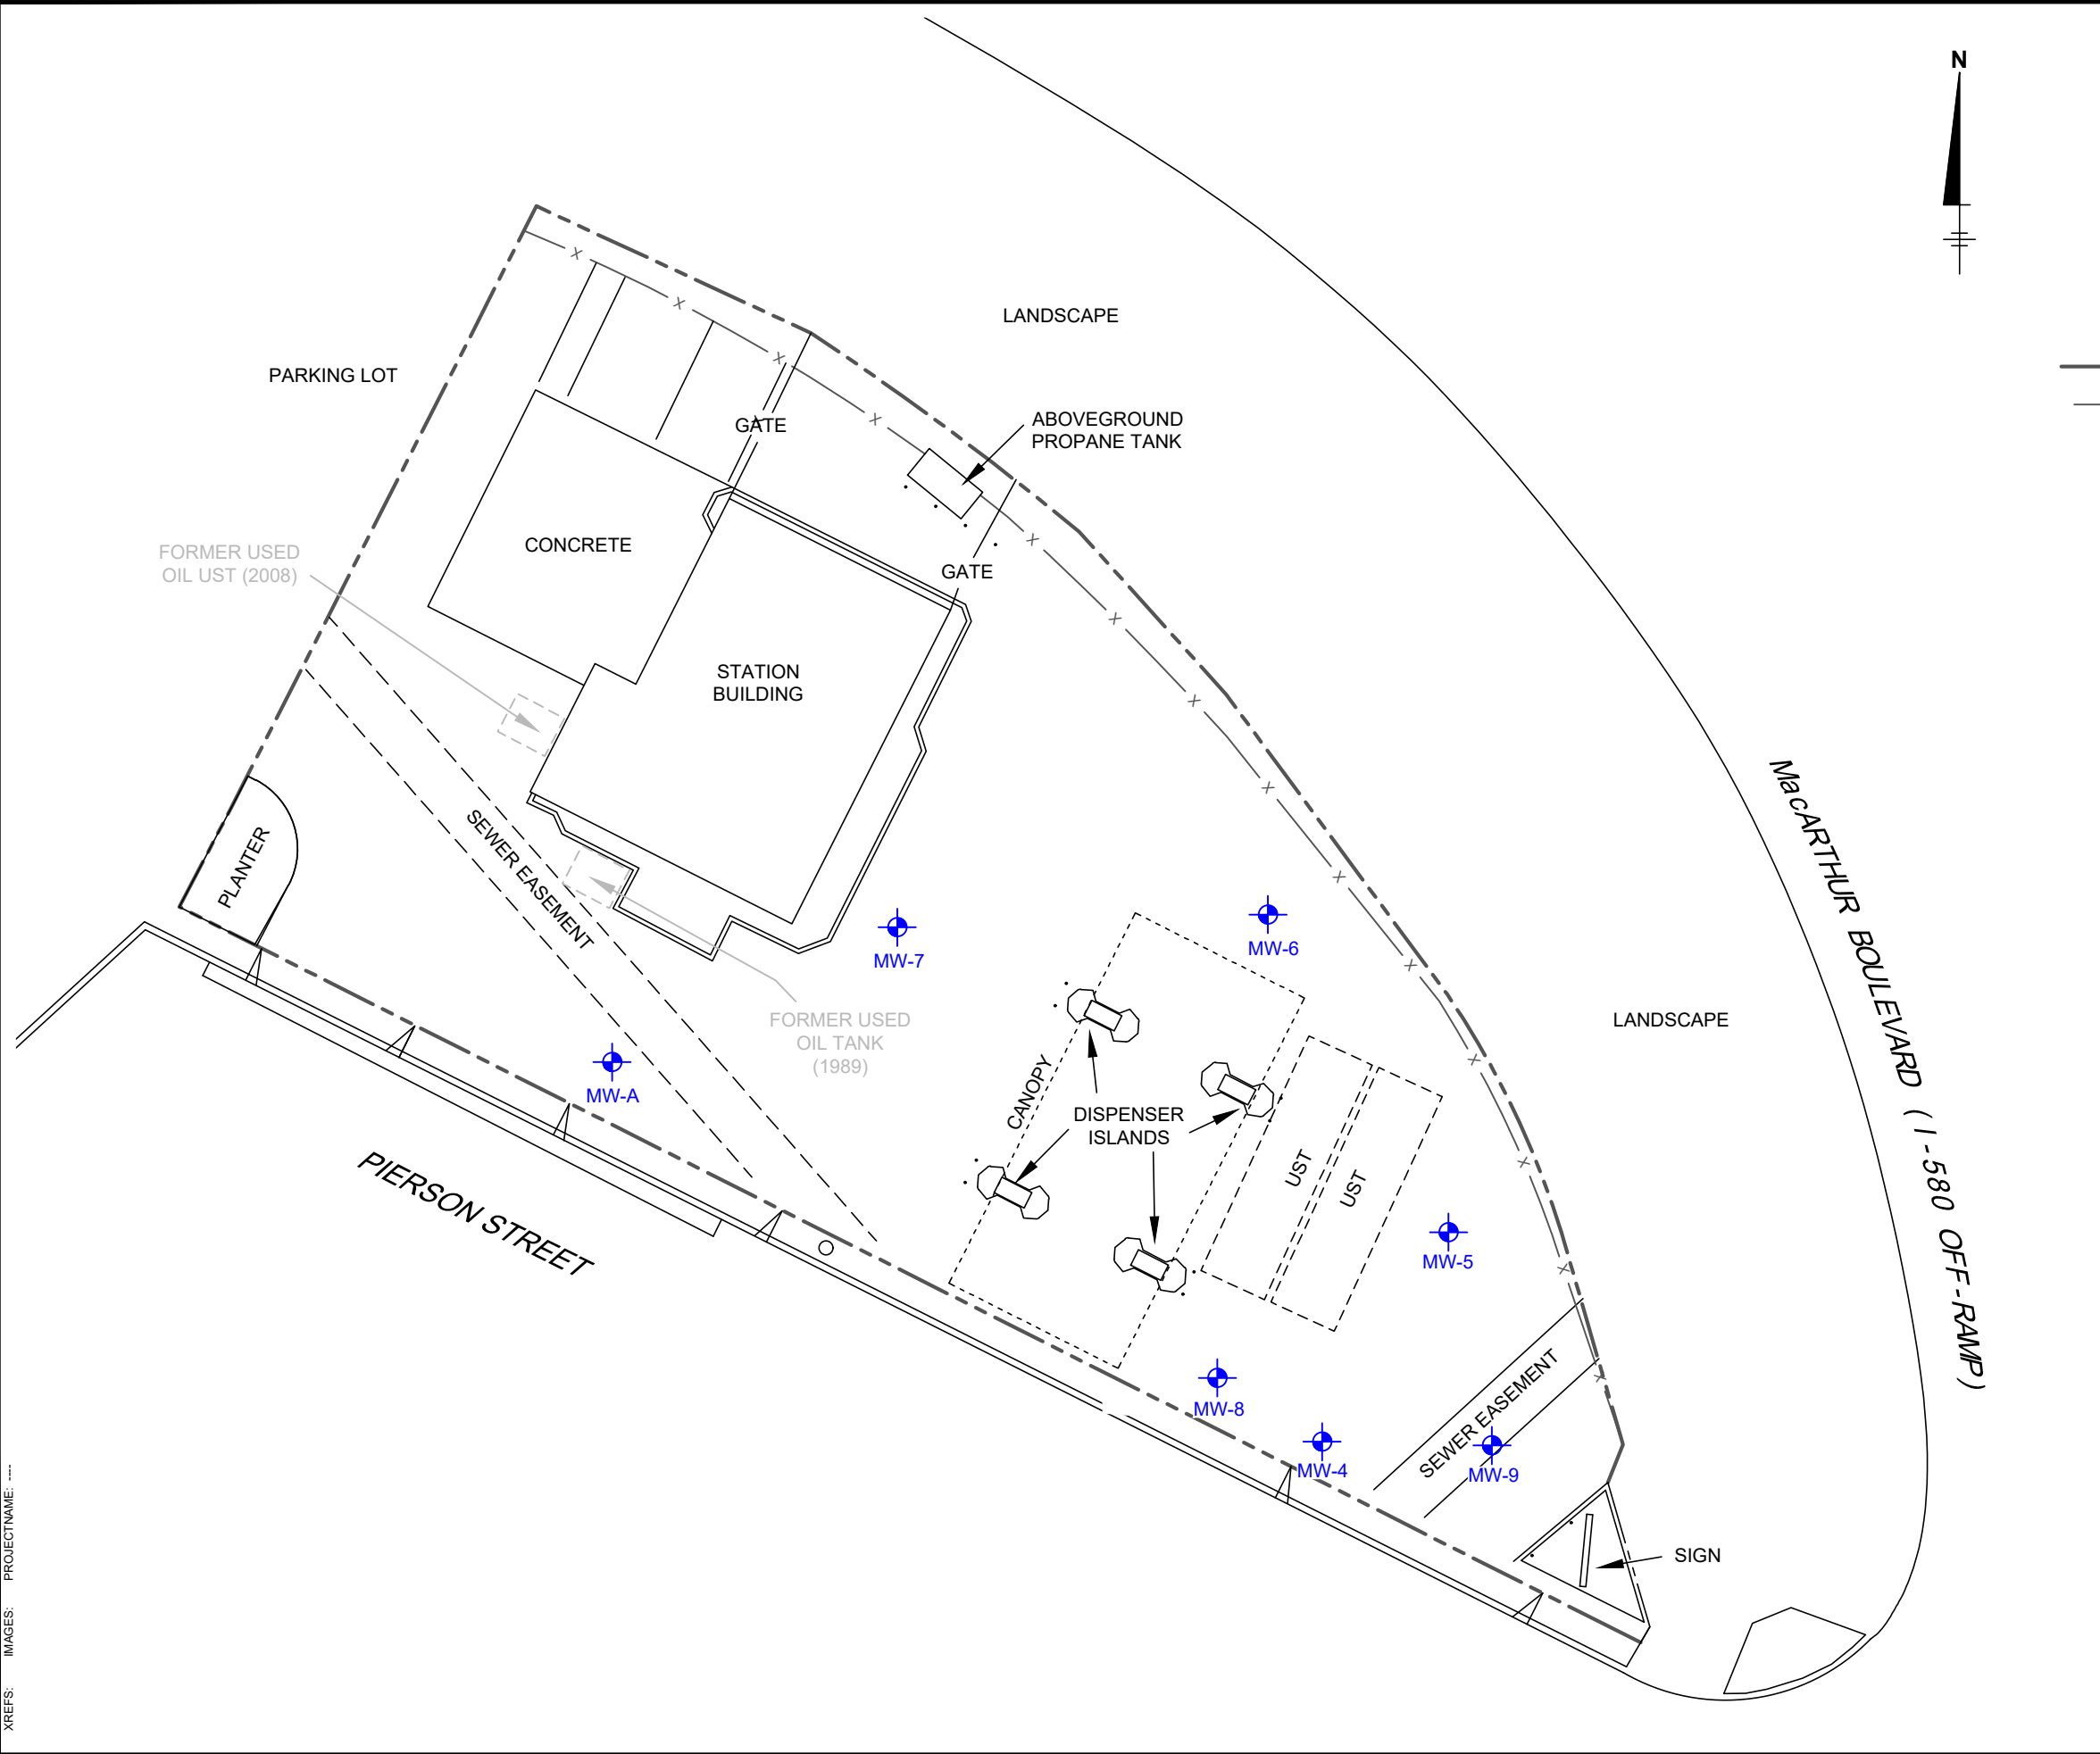 N
LANDSCAPE
PARKING LOT
GATE
ABOVEGROUND
PROPANE TANK
CONCRETE
FORMER USED
OIL UST (2008)
GATE
STATION
BUILDING
MacARTHUR BOULEVARD (I-580 OFF-RAMP)
PLANTER
SEWER EASEMENT
MW-7
MW-6
FORMER USED
OIL TANK
(1989)
LANDSCAPE
MW-A
CANOPY
DISPENSER
ISLANDS
UST
UST
PIERSON STREET
MW-5
MW-8
SEWER EASEMENT
MW-4
MW-9
SIGN
XREFS: IMAGES: PROJECTNAME: ----